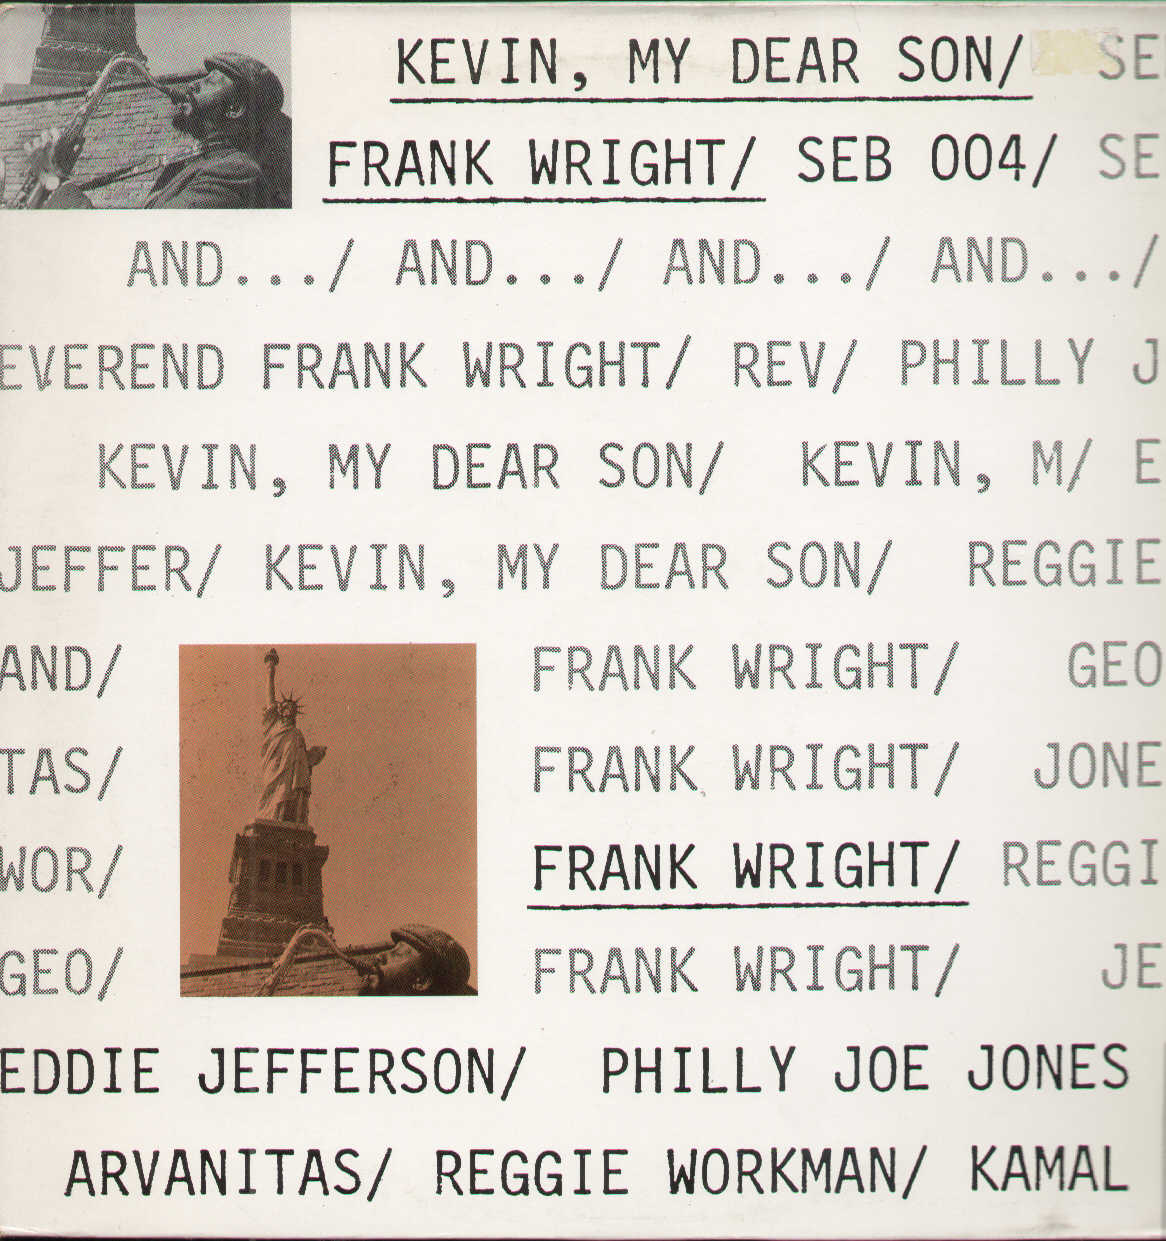 KEVIN, MY DEAR SON/ SE
FRANK WRIGHT/ SEB 004/ SE
AND.../ AND.../ AND.../ AND.../
EVEREND FRANK WRIGHT/ REV/ PHILLY J
KEVIN, MY DEAR SON/ KEVIN, M/ E
JEFFER/ KEVIN, MY DEAR SON/ REGGIE
AND/ FRANK WRIGHT/ GEO
TAS/ FRANK WRIGHT/ JONE
WOR/ FRANK WRIGHT/ REGGI
GEO/ FRANK WRIGHT/ JE
EDDIE JEFFERSON/ PHILLY JOE JONES
ARVANITAS/ REGGIE WORKMAN/ KAMAL